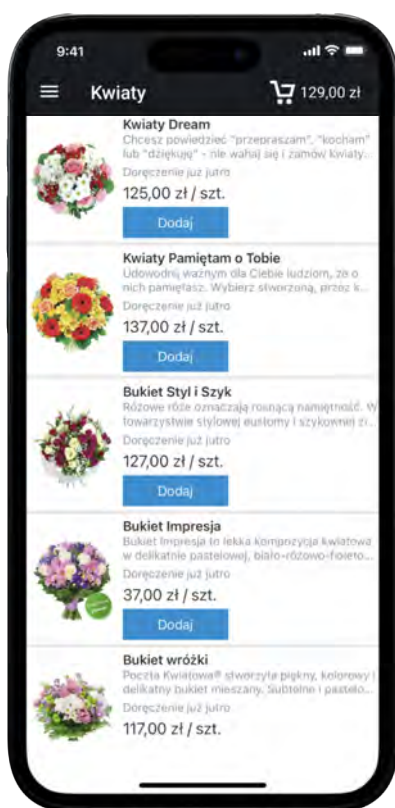 9:41
Kwiaty
129,00 zł
Kwiaty Dream
Chcesz powiedzieć "przepraszam", "kocham"
lub "dziękuję" - nie wahaj się i zamów kwiaty...
Doręczenie już jutro
125,00 zł / szt.
Dodaj
Kwiaty Pamiętam o Tobie
Udowodnij ważnym dla Ciebie ludziom, że o
nich pamiętasz. Wybierz stworzoną, przez k...
Doręczenie już jutro
137,00 zł / szt.
Dodaj
Bukiet Styl i Szyk
Różowe róże oznaczają rosnącą namiętność. W
towarzystwie stylowej eustomy i szykownej zi...
Doręczenie już jutro
127,00 zł / szt.
Dodaj
Bukiet Impresja
Bukiet Impresja to lekka kompozycja kwiatowa
w delikatnie pastelowej, biało-różowo-fioleto...
Doręczenie już jutro
37,00 zł / szt.
Dodaj
Bukiet wróżki
Poczta Kwiatowa® stworzyła piękny, kolorowy i
delikatny bukiet mieszany. Subtelne i pastelo...
Doręczenie już jutro
117,00 zł / szt.